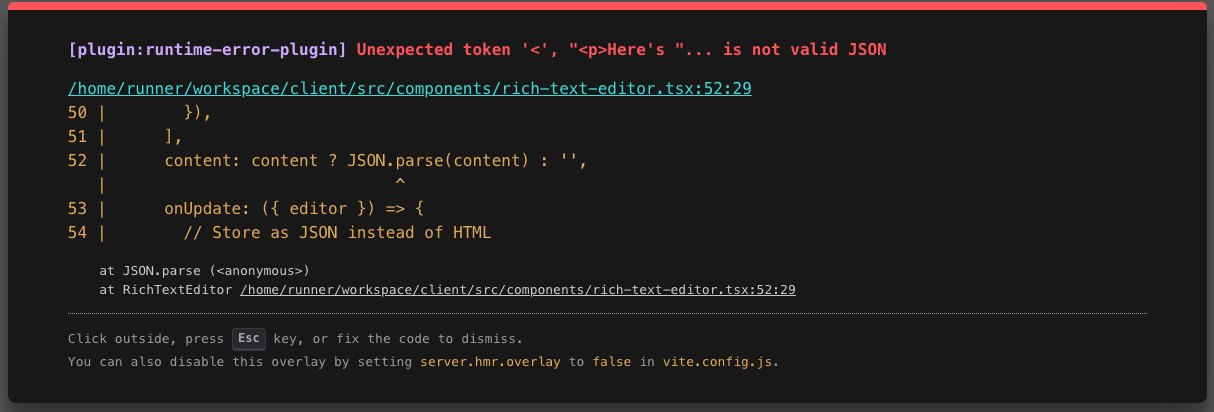 [plugin:runtime-error-plugin] Unexpected token '<', "<p>Here's "... is not valid JSON
/home/runner/workspace/client/src/components/rich-text-editor.tsx:52:29
50 |        }),
51 |      ],
52 |      content: content ? JSON.parse(content) : '',
   |                              ^
53 |      onUpdate: ({ editor }) => {
54 |        // Store as JSON instead of HTML
at JSON.parse (<anonymous>)
at RichTextEditor /home/runner/workspace/client/src/components/rich-text-editor.tsx:52:29
Click outside, press Esc key, or fix the code to dismiss.
You can also disable this overlay by setting server.hmr.overlay to false in vite.config.js.